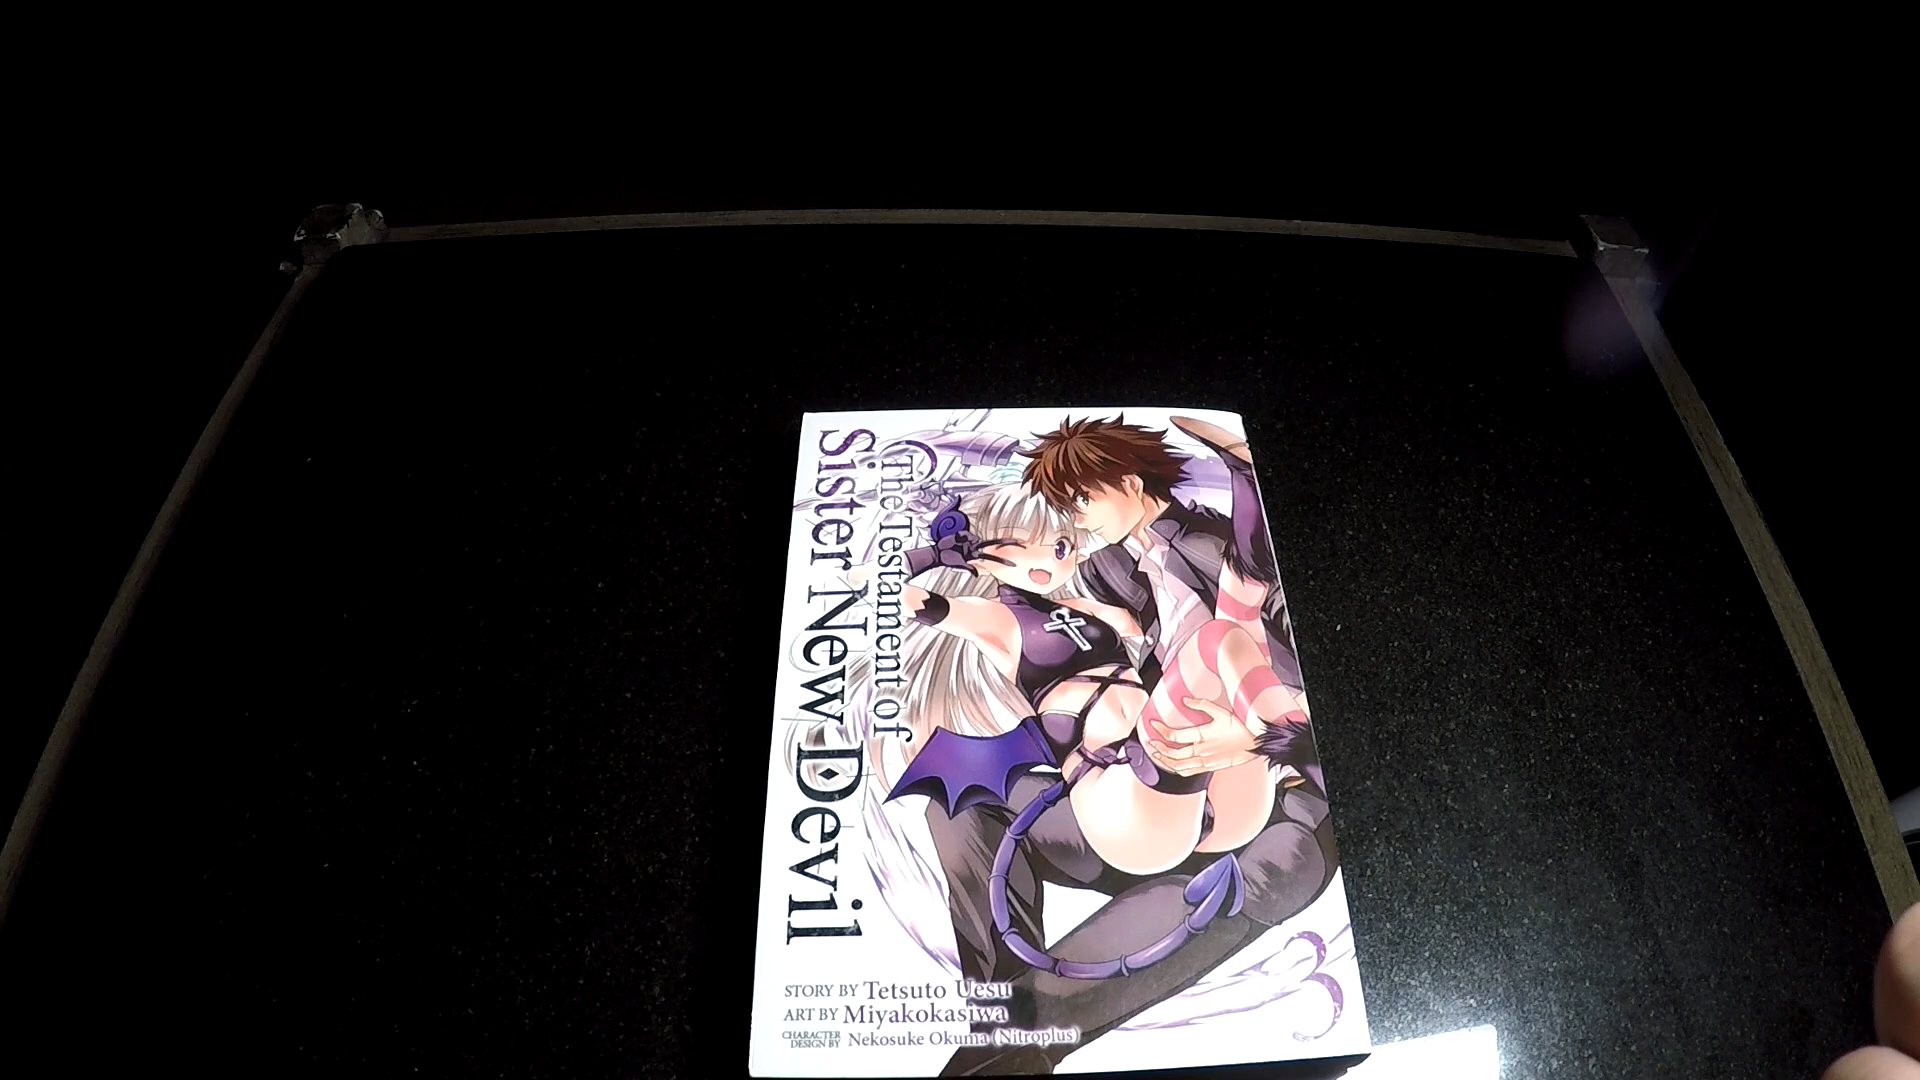 The Testament of
Sister New Devil
STORY BY Tetsuto Uesu
ART BY Miyakokasiwa
CHARACTER DESIGN BY Nekosuke Okuma (Nitroplus)
3